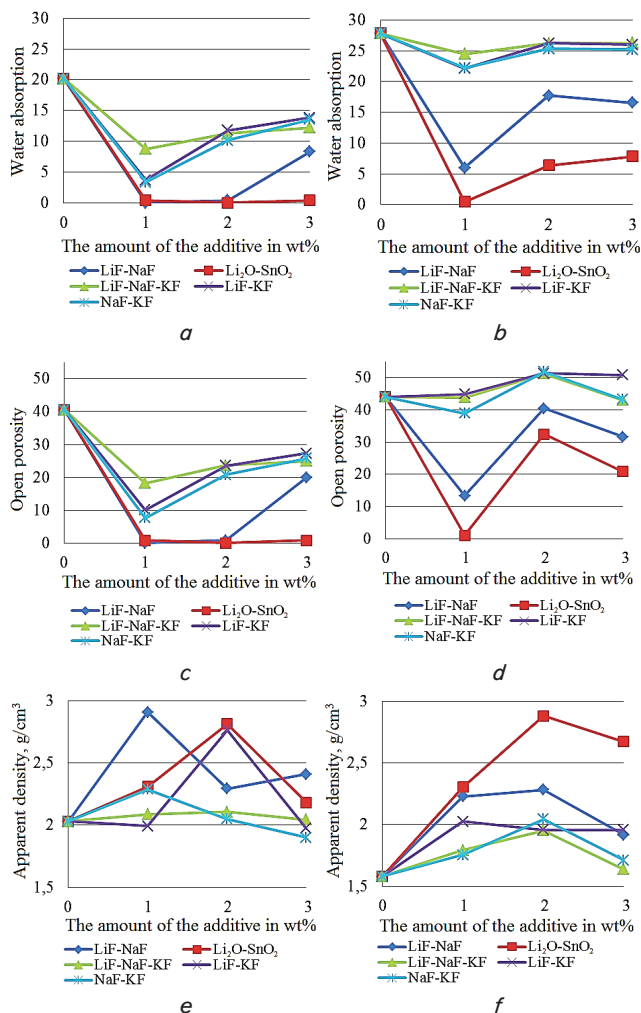 Water absorption
30
25
20
15
10
5
0
0 1 2 3
The amount of the additive in wt%
LiF-NaF Li₂O-SnO₂
LiF-NaF-KF LiF-KF
NaF-KF
a
Water absorption
30
25
20
15
10
5
0
0 1 2 3
The amount of the additive in wt%
LiF-NaF Li₂O-SnO₂
LiF-NaF-KF LiF-KF
NaF-KF
b
Open porosity
50
40
30
20
10
0
0 1 2 3
The amount of the additive in wt%
LiF-NaF Li₂O-SnO₂
LiF-NaF-KF LiF-KF
NaF-KF
c
Open porosity
50
40
30
20
10
0
0 1 2 3
The amount of the additive in wt%
LiF-NaF Li₂O-SnO₂
LiF-NaF-KF LiF-KF
NaF-KF
d
Apparent density, g/cm³
3
2,5
2
1,5
0 1 2 3
The amount of the additive in wt%
LiF-NaF Li₂O-SnO₂
LiF-NaF-KF LiF-KF
NaF-KF
e
Apparent density, g/cm³
3
2,5
2
1,5
0 1 2 3
The amount of the additive in wt%
LiF-NaF Li₂O-SnO₂
LiF-NaF-KF LiF-KF
NaF-KF
f